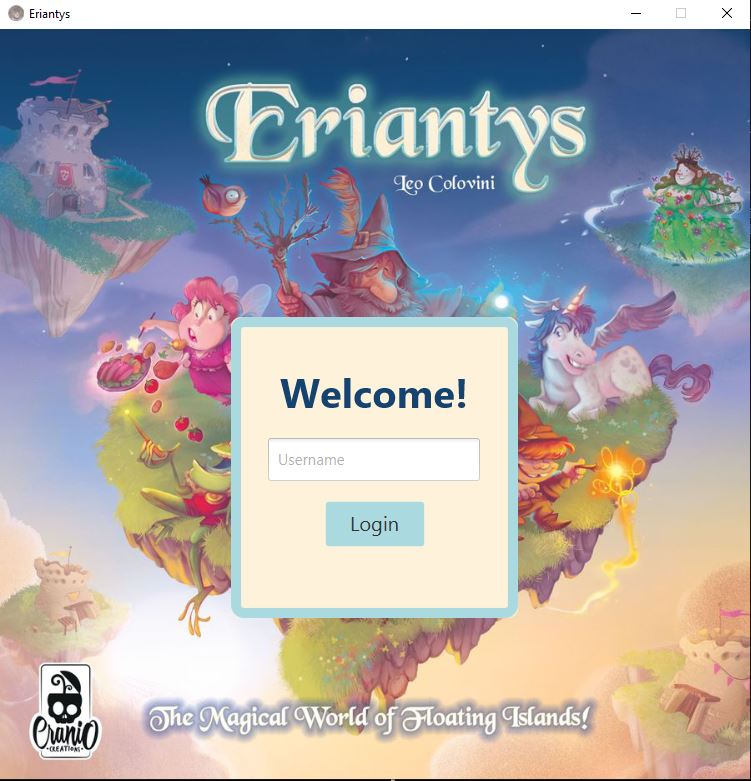 Eriantys
Eriantys
Leo Colovini
Welcome!
Username
Login
CRANIO
CREATIONS
The Magical World of Floating Islands!